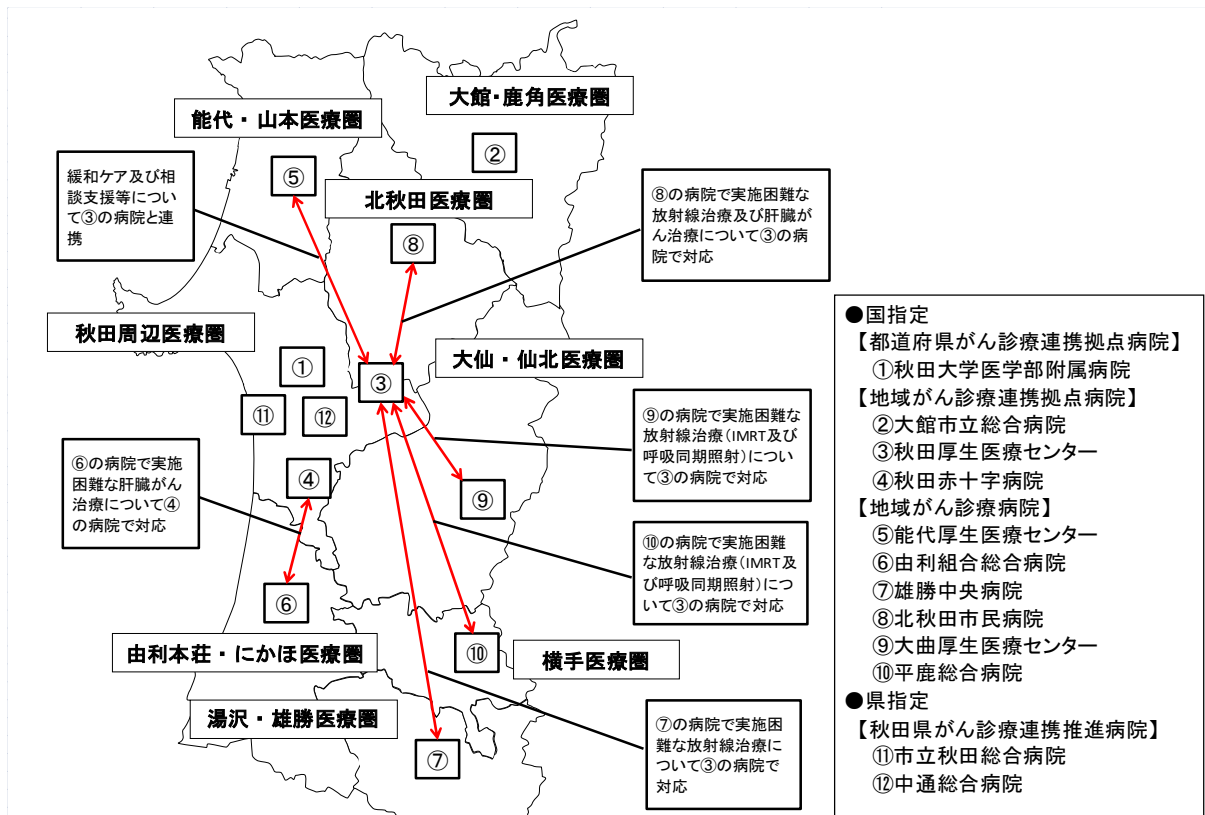 大館・鹿角医療圏
能代・山本医療圏
②
緩和ケア及び相
談支援等につい
て③の病院と連
携
⑤
北秋田医療圏
⑧
⑧の病院で実施困難な
放射線治療及び肝臓が
ん治療について③の病
院で対応
秋田周辺医療圏
大仙・仙北医療圏
①
③
⑪
⑫
⑨の病院で実施困難な
放射線治療(IMRT及び
呼吸同期照射)につい
て③の病院で対応
⑥の病院で実施
困難な肝臓がん
治療について④
の病院で対応
④
⑨
⑩の病院で実施困難
な放射線治療(IMRT及
び呼吸同期照射)につ
いて③の病院で対応
⑥
由利本荘・にかほ医療圏
⑩
横手医療圏
湯沢・雄勝医療圏
⑦
⑦の病院で実施困
難な放射線治療に
ついて③の病院で
対応
●国指定
【都道府県がん診療連携拠点病院】
①秋田大学医学部附属病院
【地域がん診療連携拠点病院】
②大館市立総合病院
③秋田厚生医療センター
④秋田赤十字病院
【地域がん診療病院】
⑤能代厚生医療センター
⑥由利組合総合病院
⑦雄勝中央病院
⑧北秋田市民病院
⑨大曲厚生医療センター
⑩平鹿総合病院
●県指定
【秋田県がん診療連携推進病院】
⑪市立秋田総合病院
⑫中通総合病院